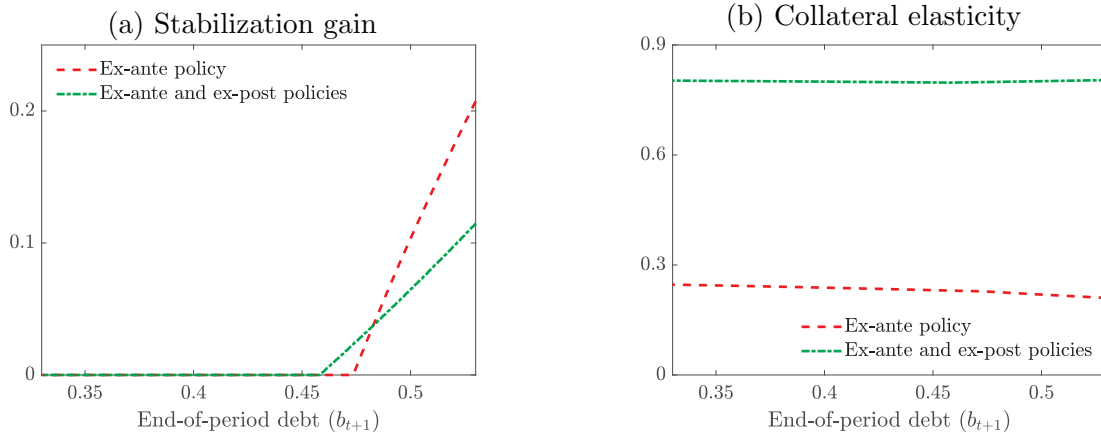 (a) Stabilization gain
Ex-ante policy
Ex-ante and ex-post policies
0.2
0.1
0
0.35
0.4
0.45
0.5
End-of-period debt (b_{t+1})
(b) Collateral elasticity
0.9
0.6
0.3
0
Ex-ante policy
Ex-ante and ex-post policies
0.35
0.4
0.45
0.5
End-of-period debt (b_{t+1})